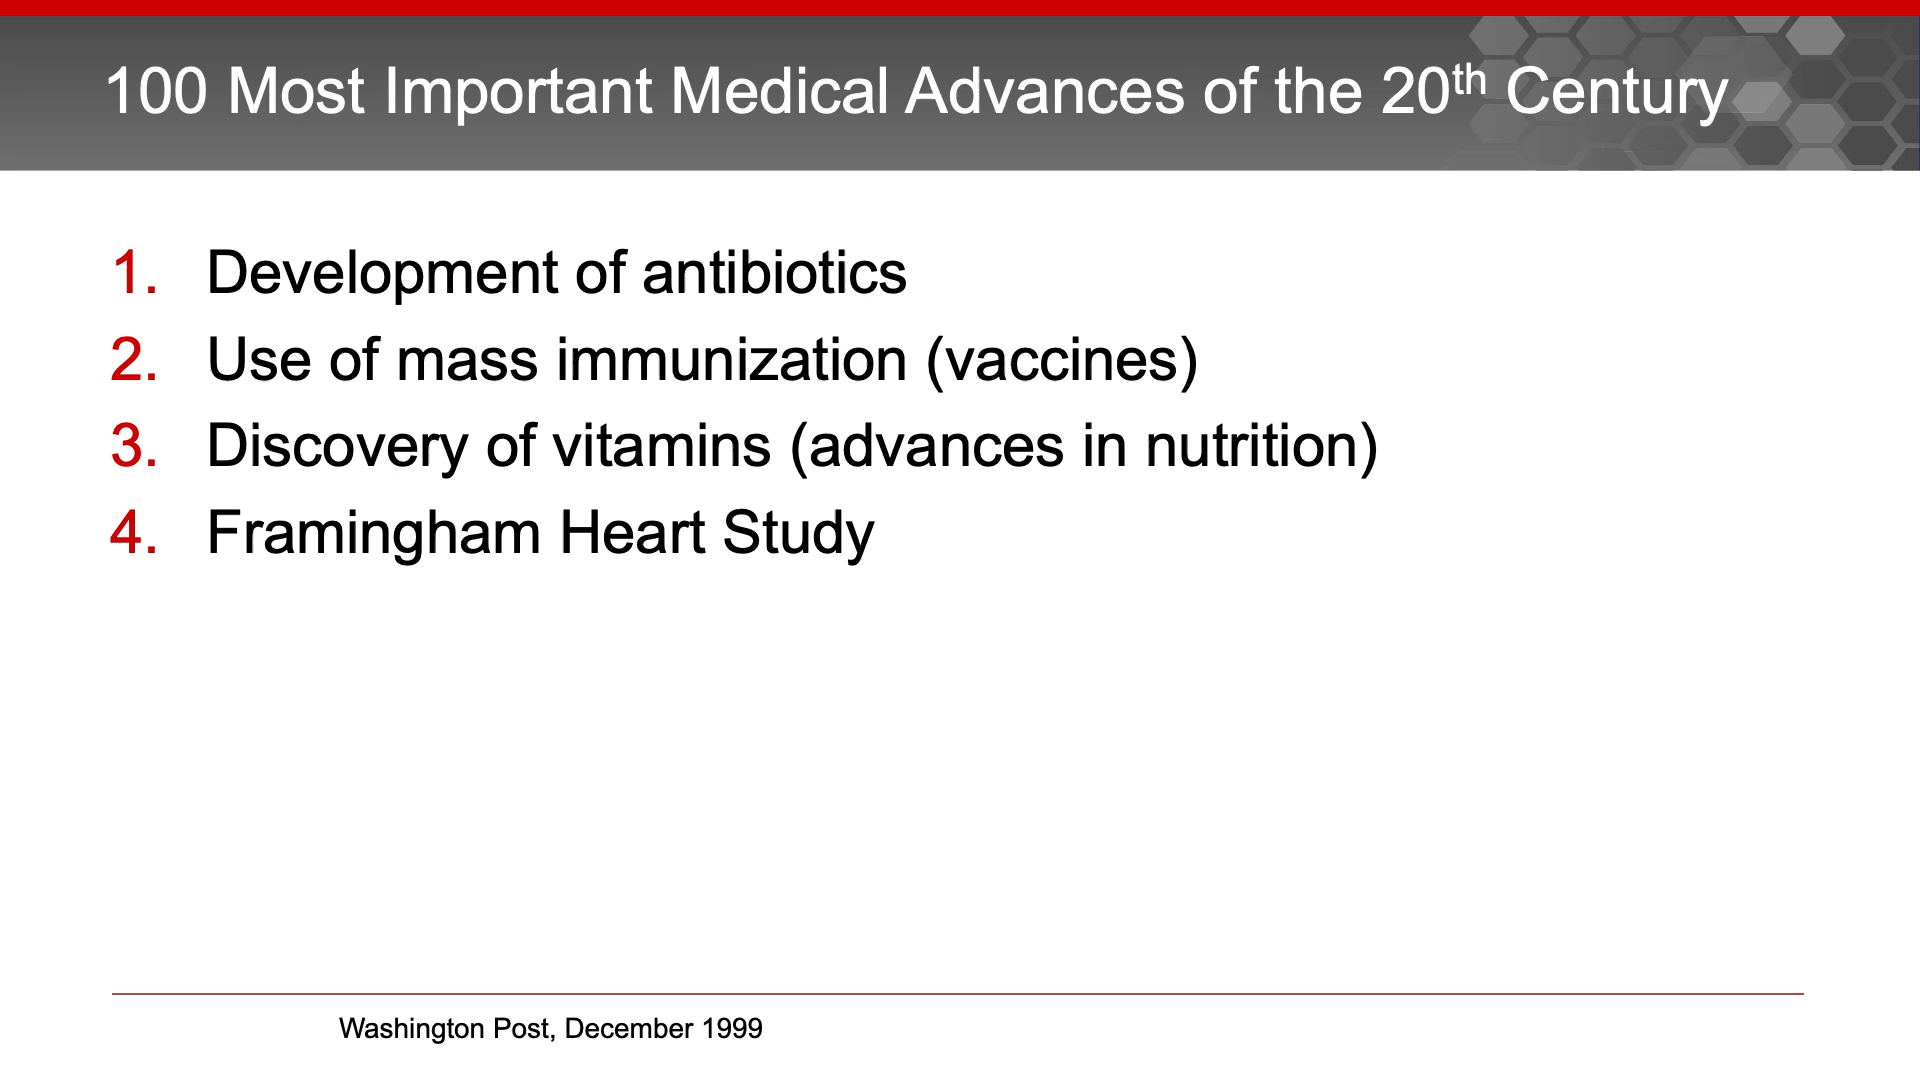 100 Most Important Medical Advances of the 20th Century
1. Development of antibiotics
2. Use of mass immunization (vaccines)
3. Discovery of vitamins (advances in nutrition)
4. Framingham Heart Study
Washington Post, December 1999